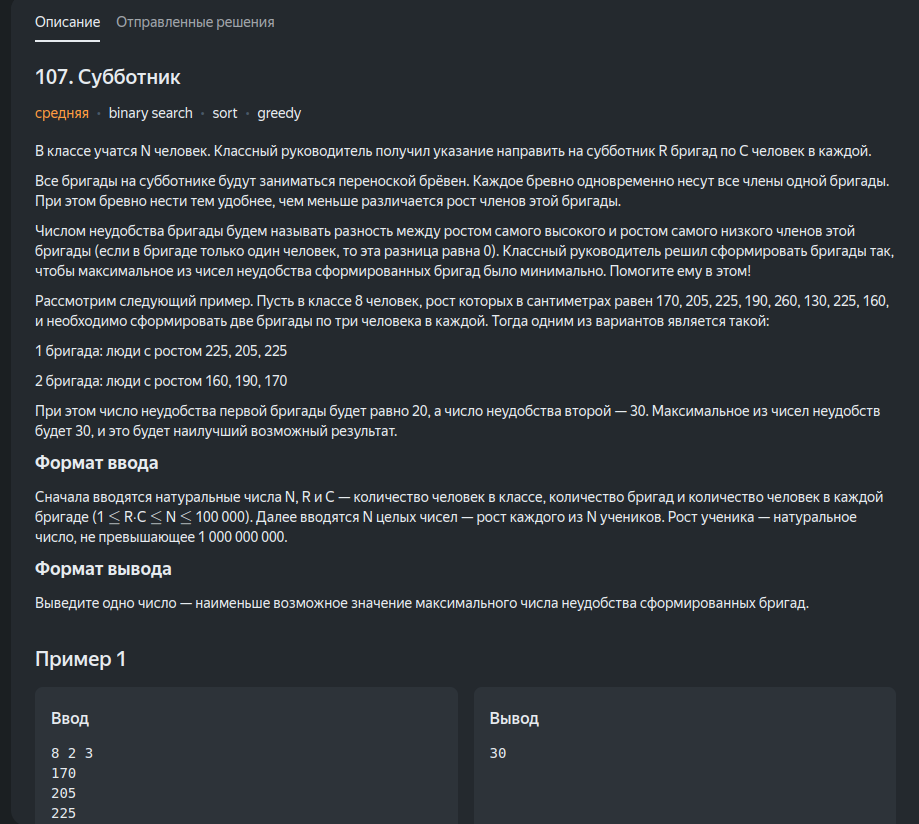 Описание Отправленные решения
107. Субботник
средняя · binary search · sort · greedy
В классе учатся N человек. Классный руководитель получил указание направить на субботник R бригад по C человек в каждой.
Все бригады на субботнике будут заниматься переноской брёвен. Каждое бревно одновременно несут все члены одной бригады.
При этом бревно нести тем удобнее, чем меньше различается рост членов этой бригады.
Числом неудобства бригады будем называть разность между ростом самого высокого и ростом самого низкого членов этой
бригады (если в бригаде только один человек, то эта разница равна 0). Классный руководитель решил сформировать бригады так,
чтобы максимальное из чисел неудобства сформированных бригад было минимально. Помогите ему в этом!
Рассмотрим следующий пример. Пусть в классе 8 человек, рост которых в сантиметрах равен 170, 205, 225, 190, 260, 130, 225, 160,
и необходимо сформировать две бригады по три человека в каждой. Тогда одним из вариантов является такой:
1 бригада: люди с ростом 225, 205, 225
2 бригада: люди с ростом 160, 190, 170
При этом число неудобства первой бригады будет равно 20, а число неудобства второй — 30. Максимальное из чисел неудобств
будет 30, и это будет наилучший возможный результат.
Формат ввода
Сначала вводятся натуральные числа N, R и C — количество человек в классе, количество бригад и количество человек в каждой
бригаде (1 ≤ R·C ≤ N ≤ 100 000). Далее вводятся N целых чисел — рост каждого из N учеников. Рост ученика — натуральное
число, не превышающее 1 000 000 000.
Формат вывода
Выведите одно число — наименьше возможное значение максимального числа неудобства сформированных бригад.
Пример 1
Ввод
8 2 3
170
205
225
Вывод
30